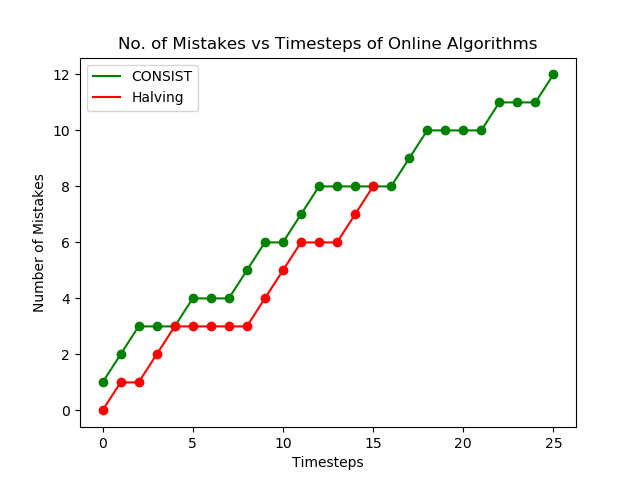 No. of Mistakes vs Timesteps of Online Algorithms
CONSIST
Halving
Number of Mistakes
12
10
8
6
4
2
0
0 5 10 15 20 25
Timesteps